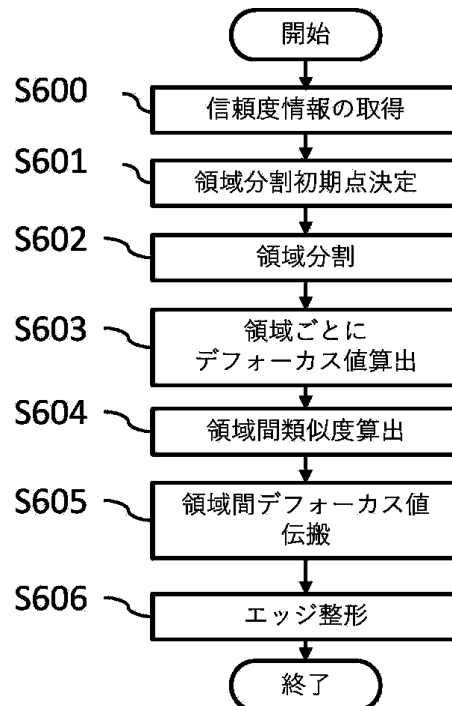 開始
S600
信頼度情報の取得
S601
領域分割初期点決定
S602
領域分割
S603
領域ごとに
デフォーカス値算出
S604
領域間類似度算出
S605
領域間デフォーカス値
伝搬
S606
エッジ整形
終了